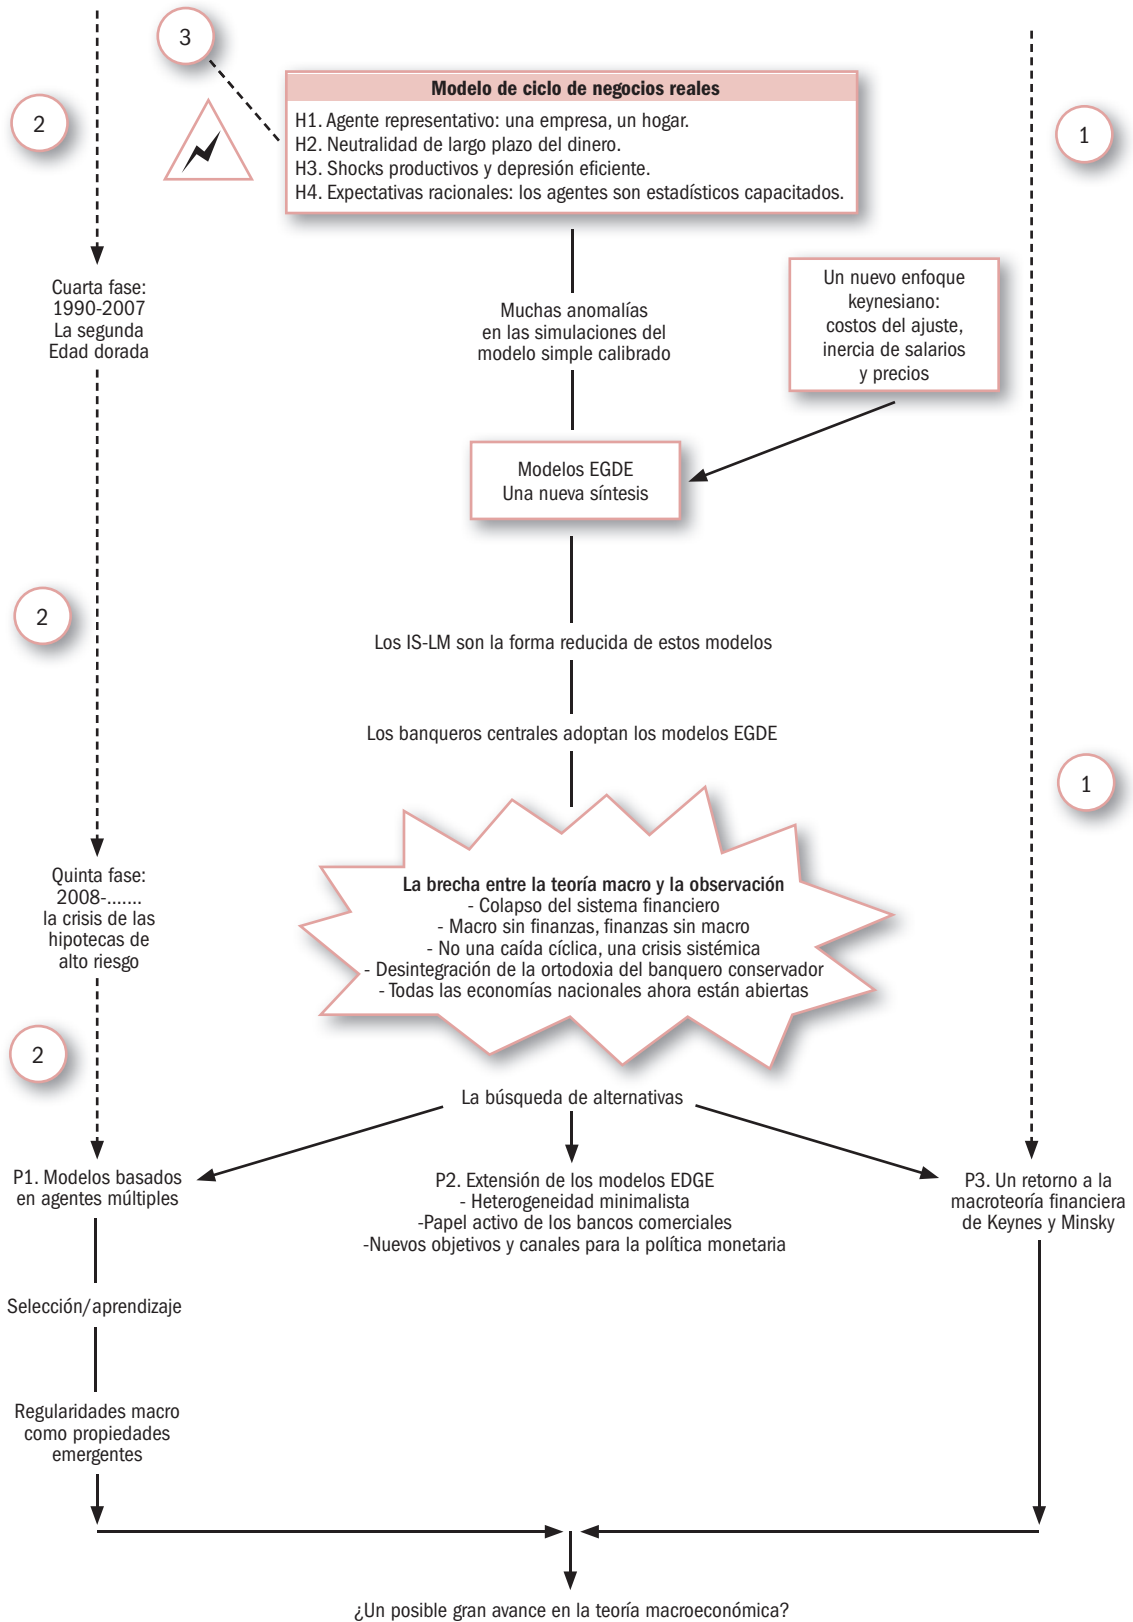 3
Modelo de ciclo de negocios reales
H1. Agente representativo: una empresa, un hogar.
H2. Neutralidad de largo plazo del dinero.
H3. Shocks productivos y depresión eficiente.
H4. Expectativas racionales: los agentes son estadísticos capacitados.
2
1
Cuarta fase:
1990-2007
La segunda
Edad dorada
Muchas anomalías
en las simulaciones del
modelo simple calibrado
Un nuevo enfoque
keynesiano:
costos del ajuste,
inercia de salarios
y precios
Modelos EGDE
Una nueva síntesis
2
Los IS-LM son la forma reducida de estos modelos
Los banqueros centrales adoptan los modelos EGDE
1
Quinta fase:
2008-.......
la crisis de las
hipotecas de
alto riesgo
La brecha entre la teoría macro y la observación
- Colapso del sistema financiero
- Macro sin finanzas, finanzas sin macro
- No una caída cíclica, una crisis sistémica
- Desintegración de la ortodoxia del banquero conservador
- Todas las economías nacionales ahora están abiertas
2
La búsqueda de alternativas
P1. Modelos basados
en agentes múltiples
P2. Extensión de los modelos EDGE
- Heterogeneidad minimalista
-Papel activo de los bancos comerciales
-Nuevos objetivos y canales para la política monetaria
P3. Un retorno a la
macroteoría financiera
de Keynes y Minsky
Selección/aprendizaje
Regularidades macro
como propiedades
emergentes
¿Un posible gran avance en la teoría macroeconómica?